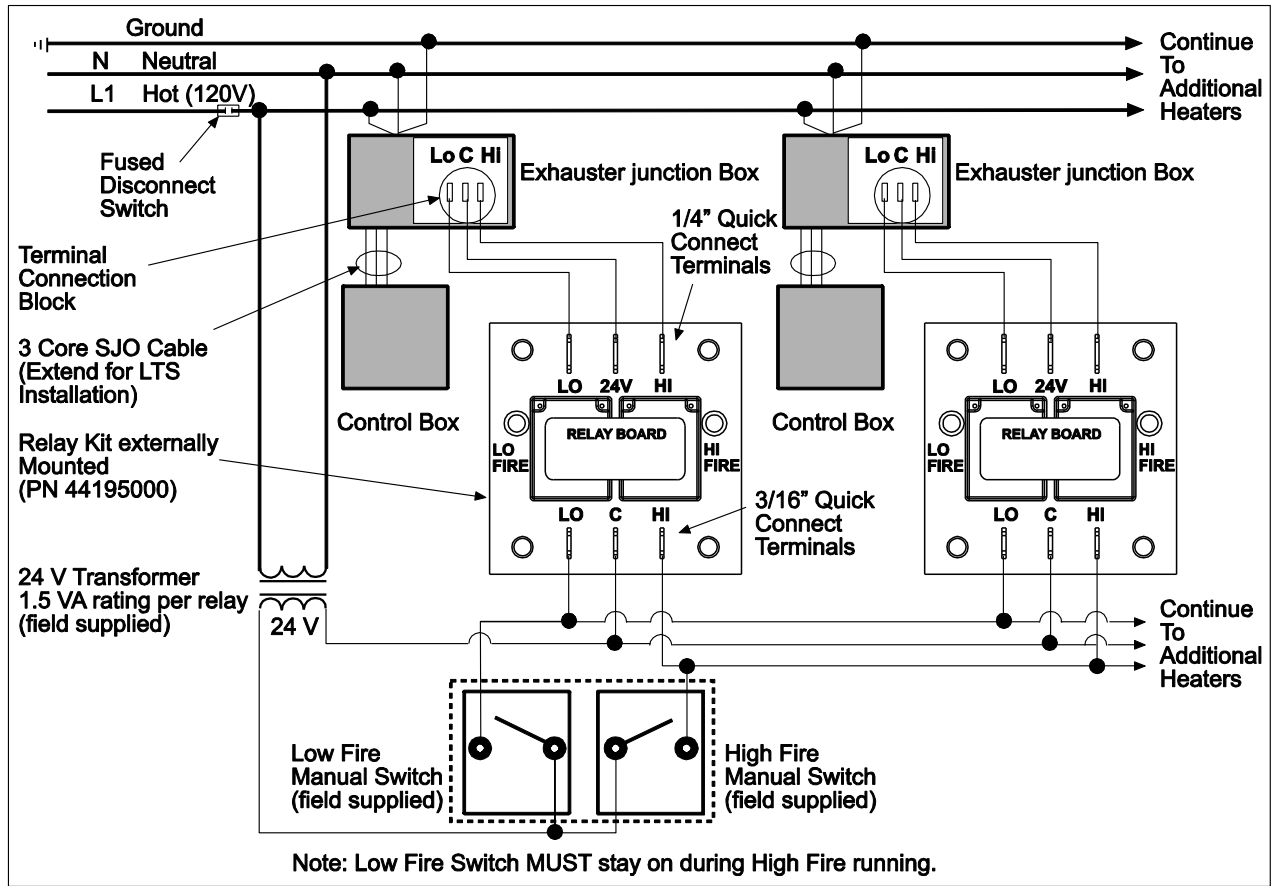 Ground
N Neutral
L1 Hot (120V)
Continue
To
Additional
Heaters
Fused
Disconnect
Switch
Lo C Hi
Exhauster junction Box
Lo C Hi
Exhauster junction Box
Terminal
Connection
Block
1/4” Quick
Connect
Terminals
3 Core SJO Cable
(Extend for LTS
Installation)
Control Box
Control Box
LO 24V HI
RELAY BOARD
LO
FIRE
HI
FIRE
LO C HI
LO 24V HI
RELAY BOARD
LO
FIRE
HI
FIRE
LO C HI
Relay Kit externally
Mounted
(PN 44195000)
3/16” Quick
Connect
Terminals
24 V Transformer
1.5 VA rating per relay
(field supplied)
24 V
Continue
To
Additional
Heaters
Low Fire
Manual Switch
(field supplied)
High Fire
Manual Switch
(field supplied)
Note: Low Fire Switch MUST stay on during High Fire running.